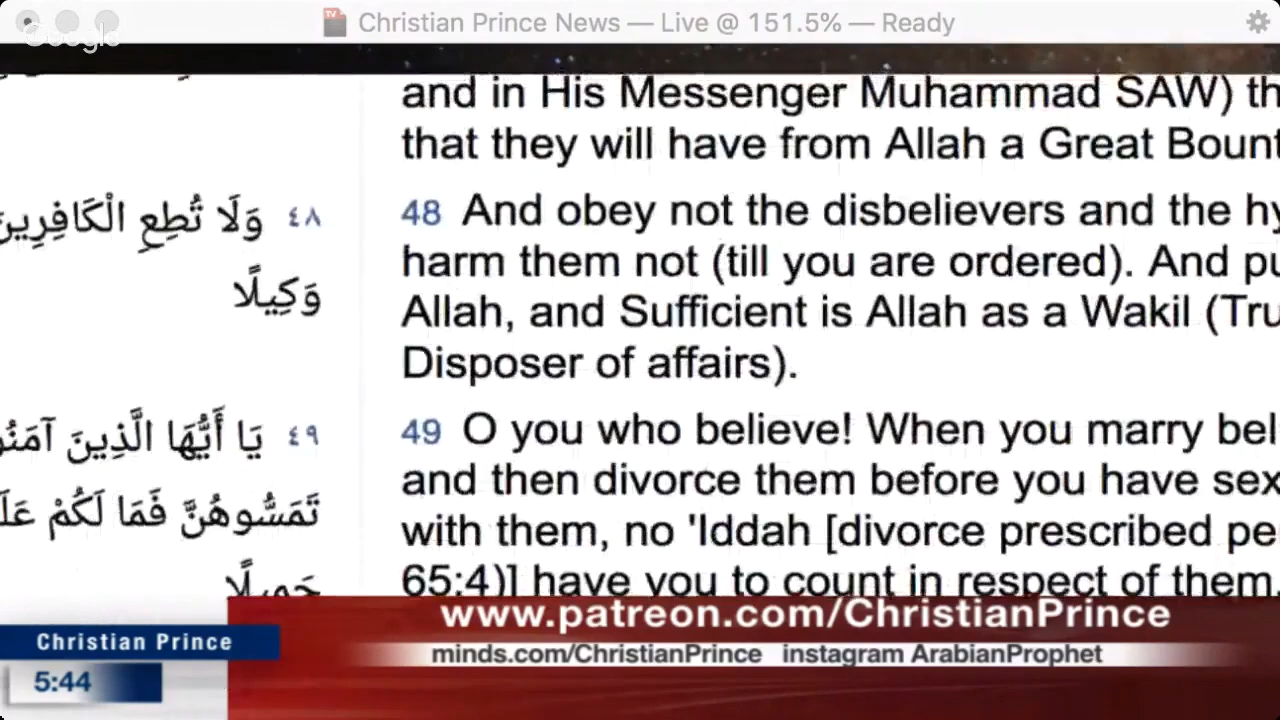 Christian Prince News — Live @ 151.5% — Ready
Google
and in His Messenger Muhammad SAW) th
that they will have from Allah a Great Bount
٤٨ وَلَا تُطِعِ الْكَافِرِينَ
وَكِيلًا
48 And obey not the disbelievers and the hy
harm them not (till you are ordered). And pu
Allah, and Sufficient is Allah as a Wakil (Tru
Disposer of affairs).
٤٩ يَا أَيُّهَا الَّذِينَ آمَنُو
تَمَسُّوهُنَّ فَمَا لَكُمْ عَلَ
49 O you who believe! When you marry bel
and then divorce them before you have sex
with them, no 'Iddah [divorce prescribed pe
65:4)] have you to count in respect of them.
www.patreon.com/ChristianPrince
Christian Prince
minds.com/ChristianPrince instagram ArabianProphet
5:44